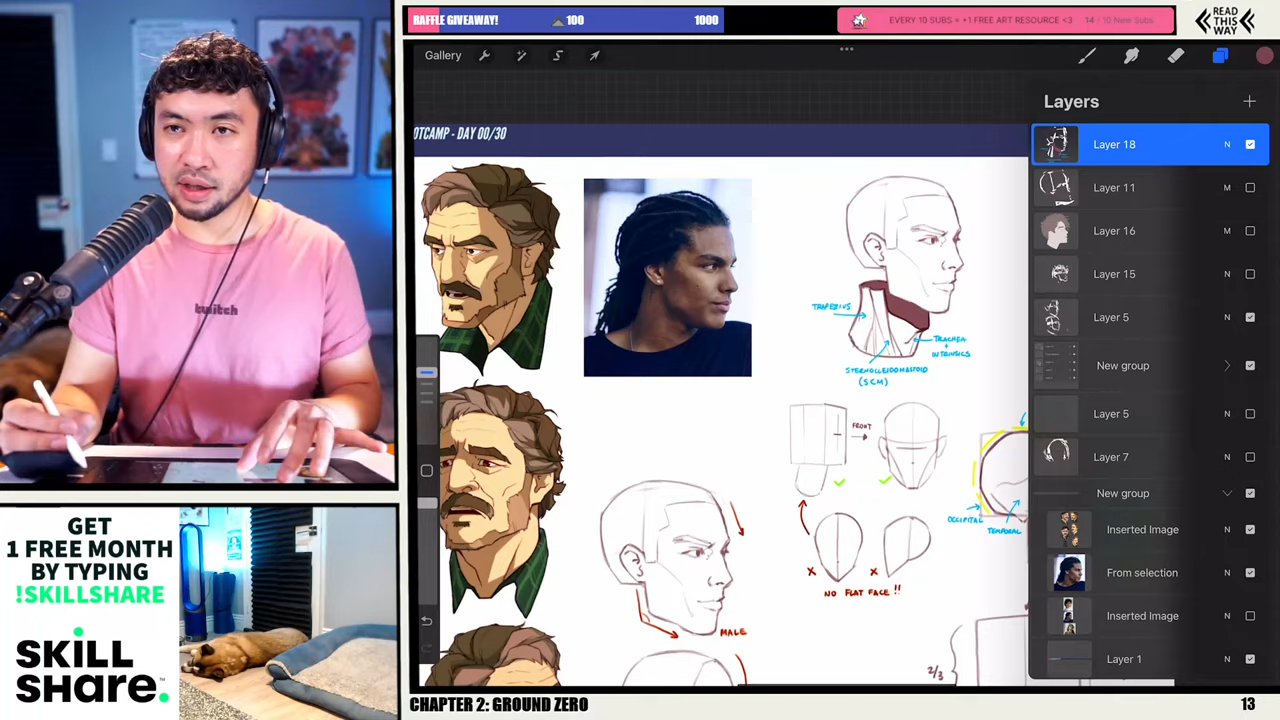 RAFFLE GIVEAWAY!
100
1000
EVERY 10 SUBS = +1 FREE ART RESOURCE <3
14 / 10 New Subs
READ
THIS
WAY
Gallery
OTCAMP - DAY 00/30
Layers
Layer 18 N
Layer 11 M
Layer 16 M
Layer 15 N
Layer 5 N
New group
Layer 5 N
Layer 7 N
New group
Inserted Image N
From selection N
Inserted Image N
Layer 1 N
TRAPEZIUS
TRACHEA
+
INTRINSICS
STERNOCLEIDOMASTOID
(SCM)
FRONT
OCCIPITAL
TEMPORAL
X
X
NO FLAT FACE !!
MALE
2/3
twitch
GET
1 FREE MONTH
BY TYPING
!SKILLSHARE
SKILL
SHARE.
CHAPTER 2: GROUND ZERO
13